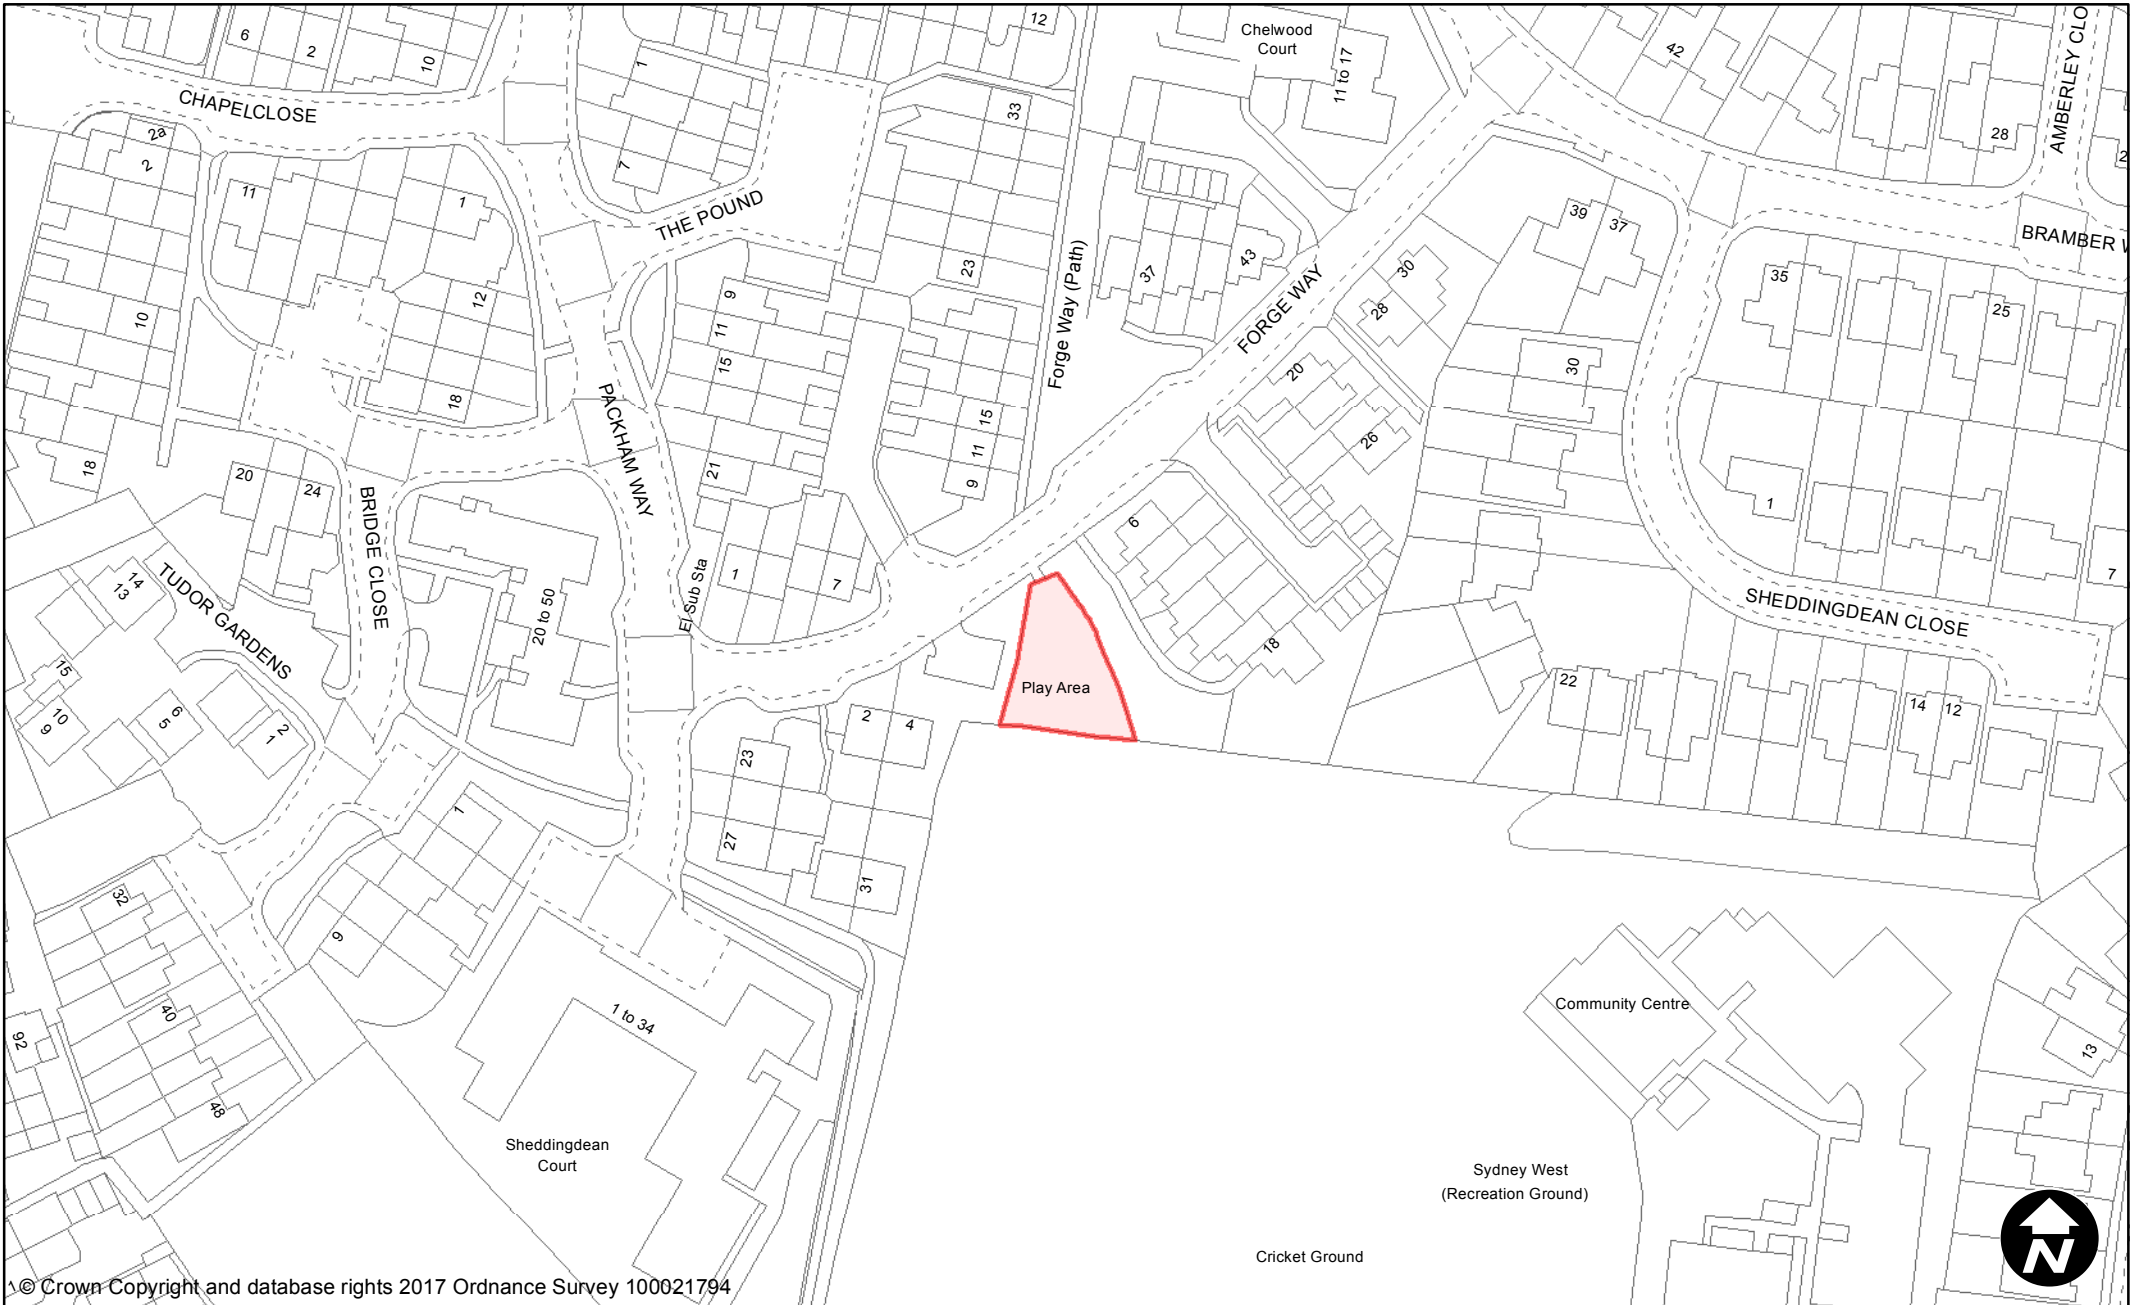 6
2
10
1
12
Chelwood
Court
11 to 17
42
AMBERLEY CLO
28
2
CHAPELCLOSE
2a
2
7
33
11
1
THE POUND
23
Forge Way (Path)
37
43
FORGE WAY
39
37
BRAMBER W
35
25
10
12
18
9
11
15
21
15
11
9
30
28
20
26
30
1
7
18
20
24
BRIDGE CLOSE
PACKHAM WAY
El Sub Sta
1
7
6
18
SHEDDINGDEAN CLOSE
TUDOR GARDENS
14
13
15
10
9
6
5
2
1
20 to 50
Play Area
2
4
23
27
31
22
14
12
1
9
32
40
48
92
1 to 34
Sheddingdean
Court
Community Centre
13
Sydney West
(Recreation Ground)
Cricket Ground
N
© Crown Copyright and database rights 2017 Ordnance Survey 100021794